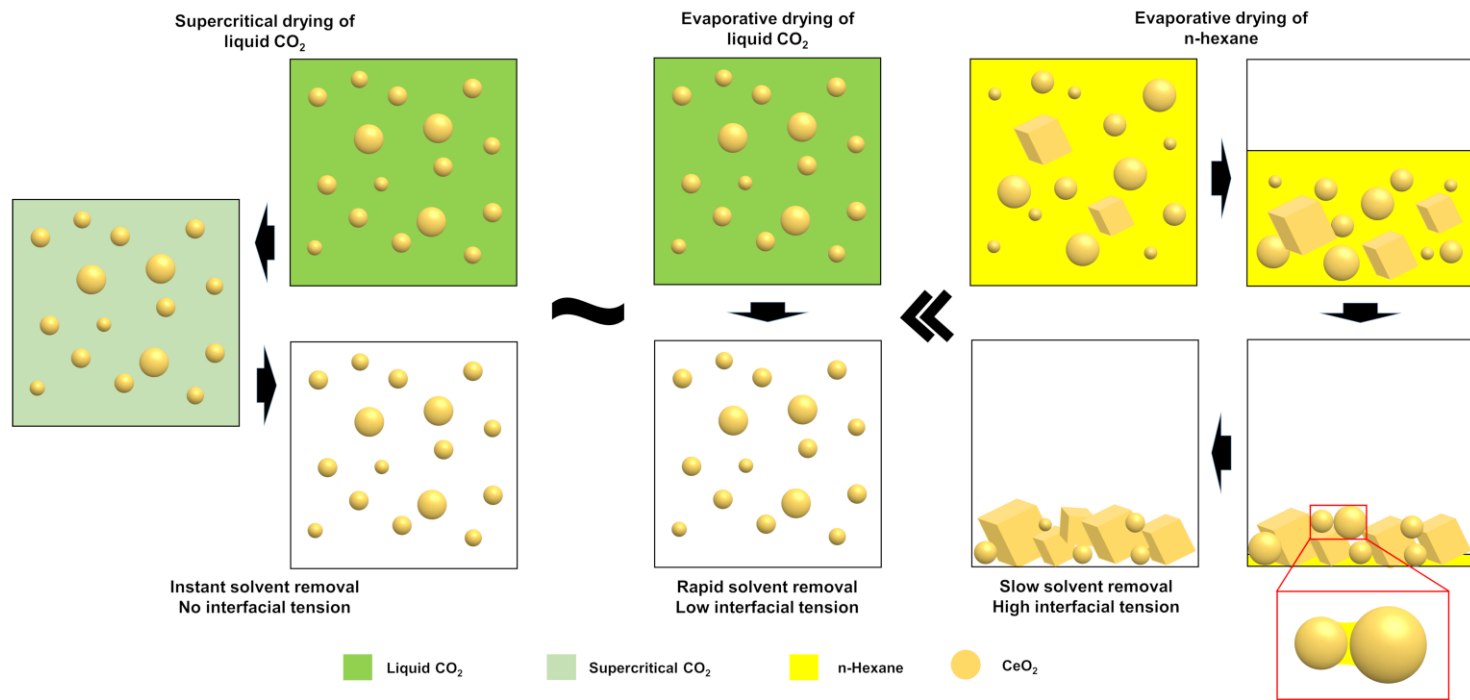 Supercritical drying of
liquid CO₂
Evaporative drying of
liquid CO₂
Evaporative drying of
n-hexane
Instant solvent removal
No interfacial tension
Rapid solvent removal
Low interfacial tension
Slow solvent removal
High interfacial tension
Liquid CO₂
Supercritical CO₂
n-Hexane
CeO₂